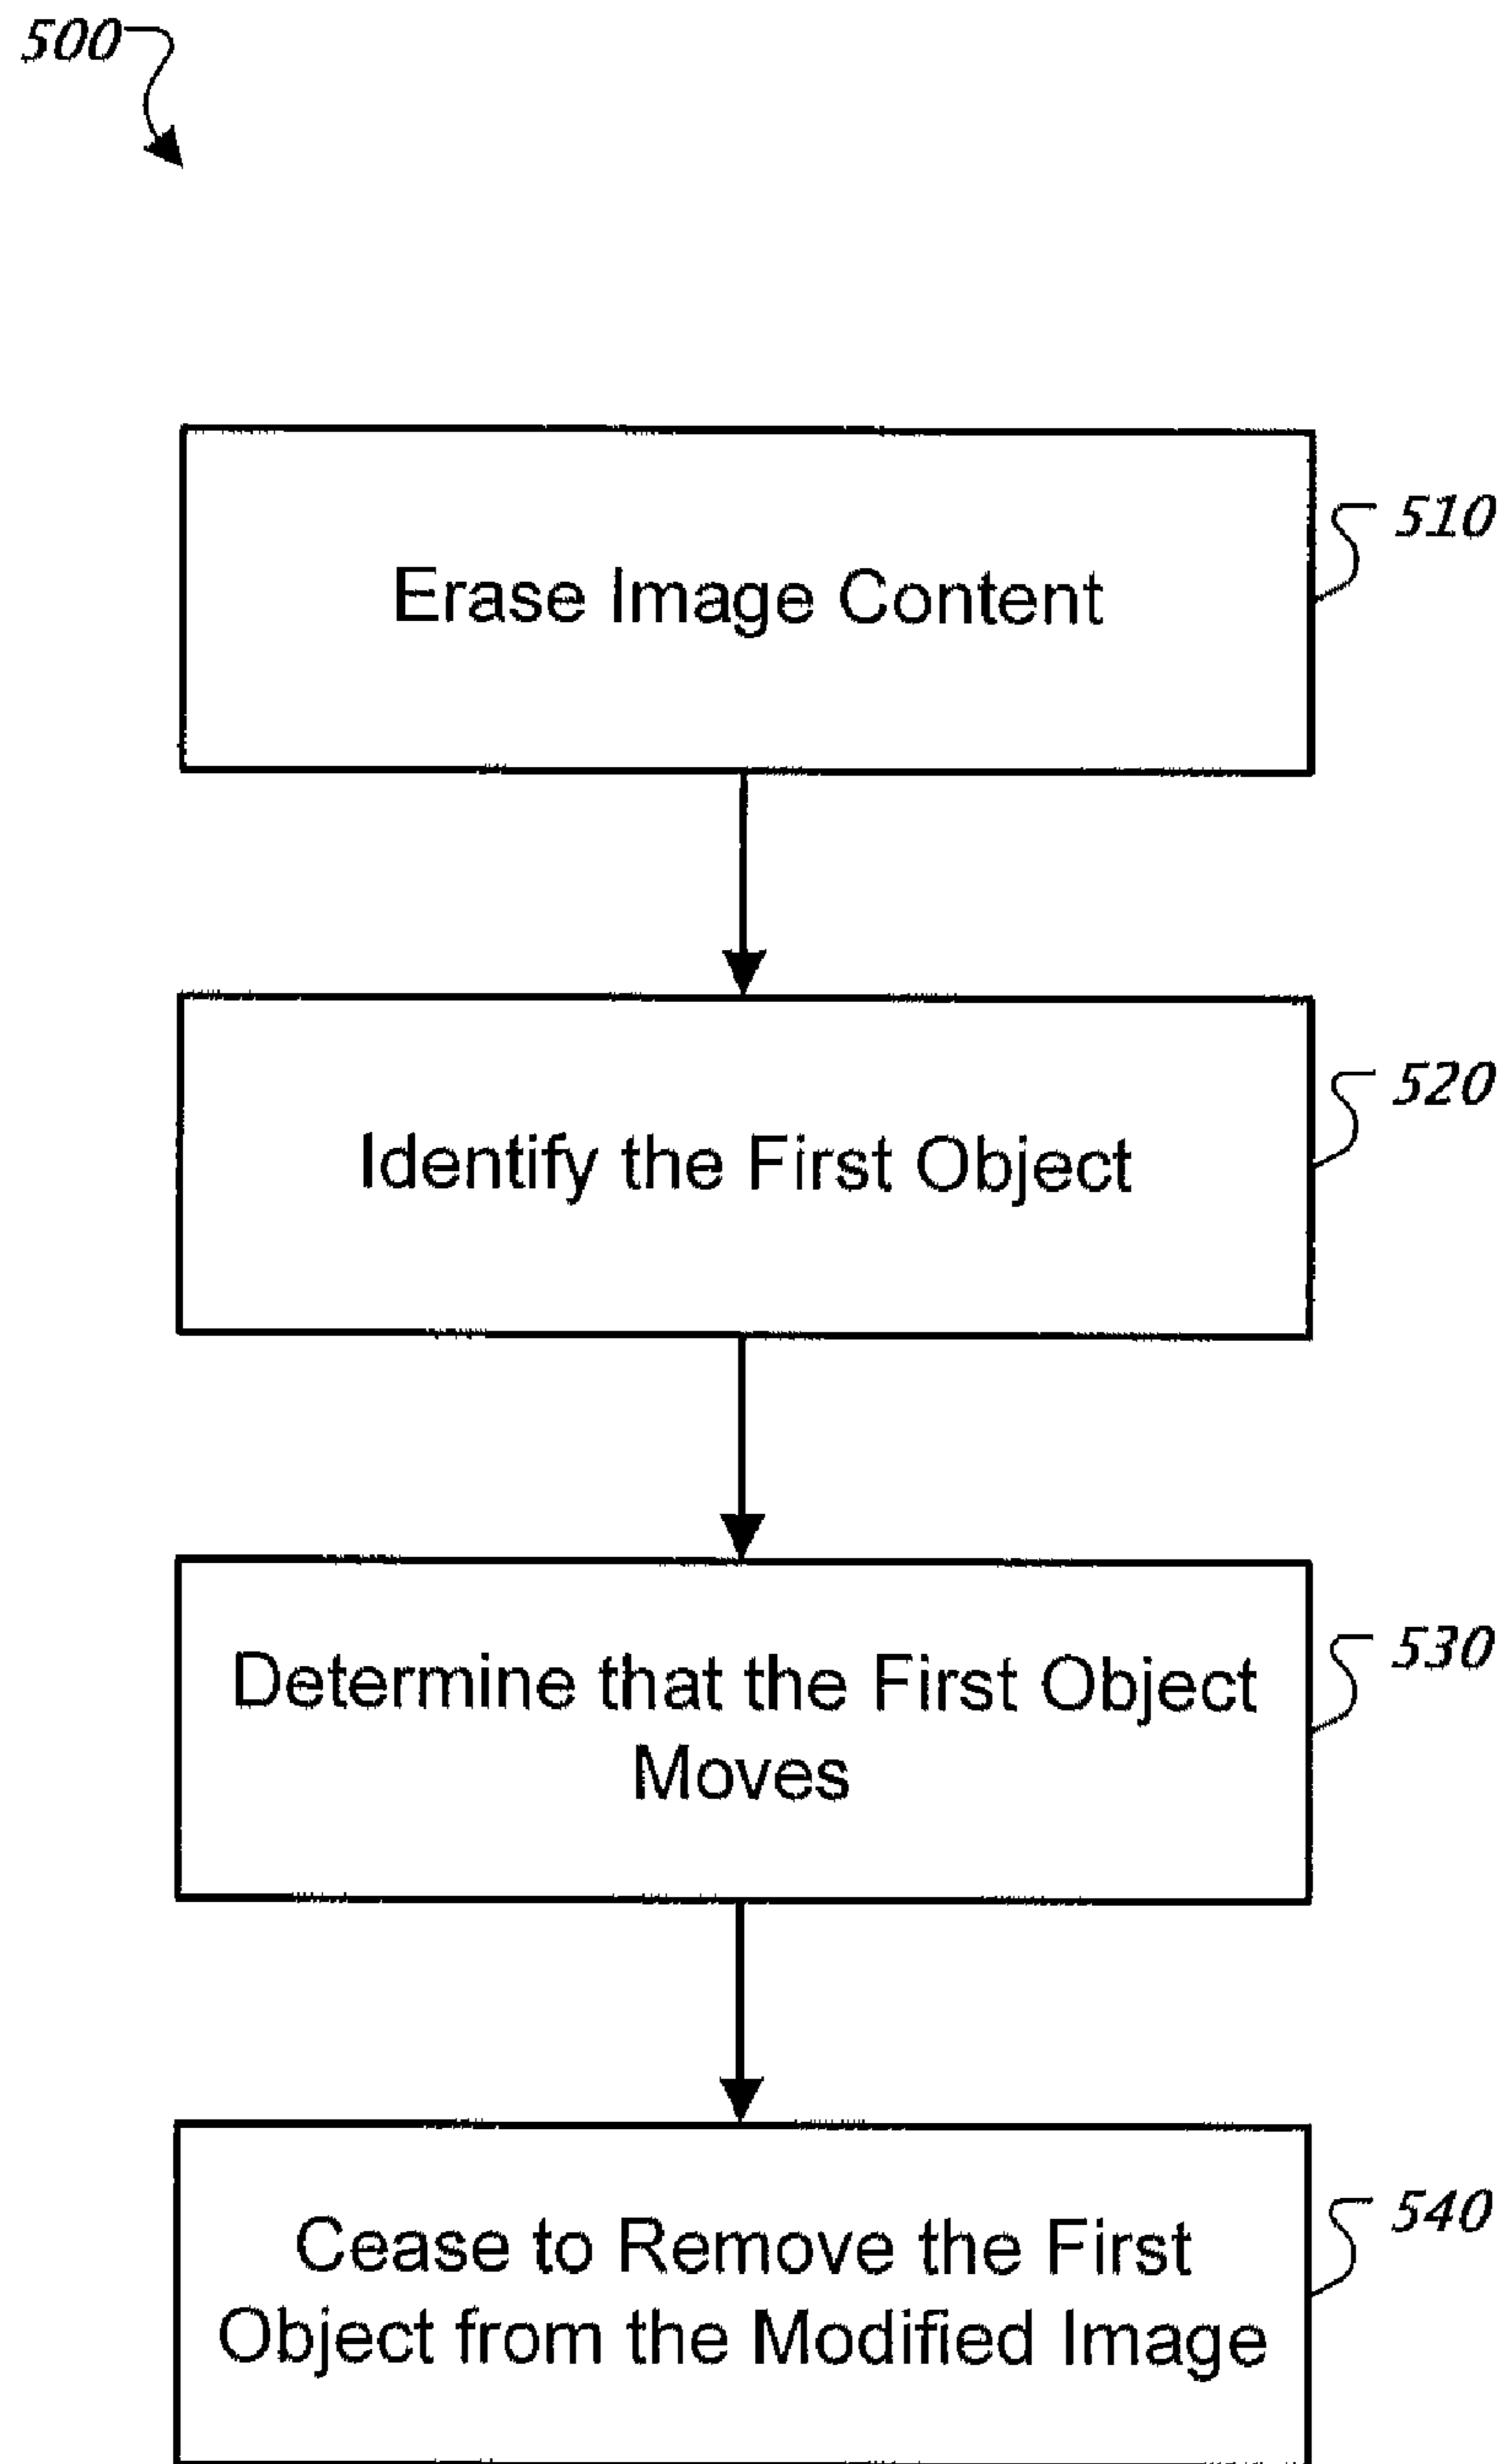 500
Erase Image Content
510
Identify the First Object
520
Determine that the First Object
Moves
530
Cease to Remove the First
Object from the Modified Image
540